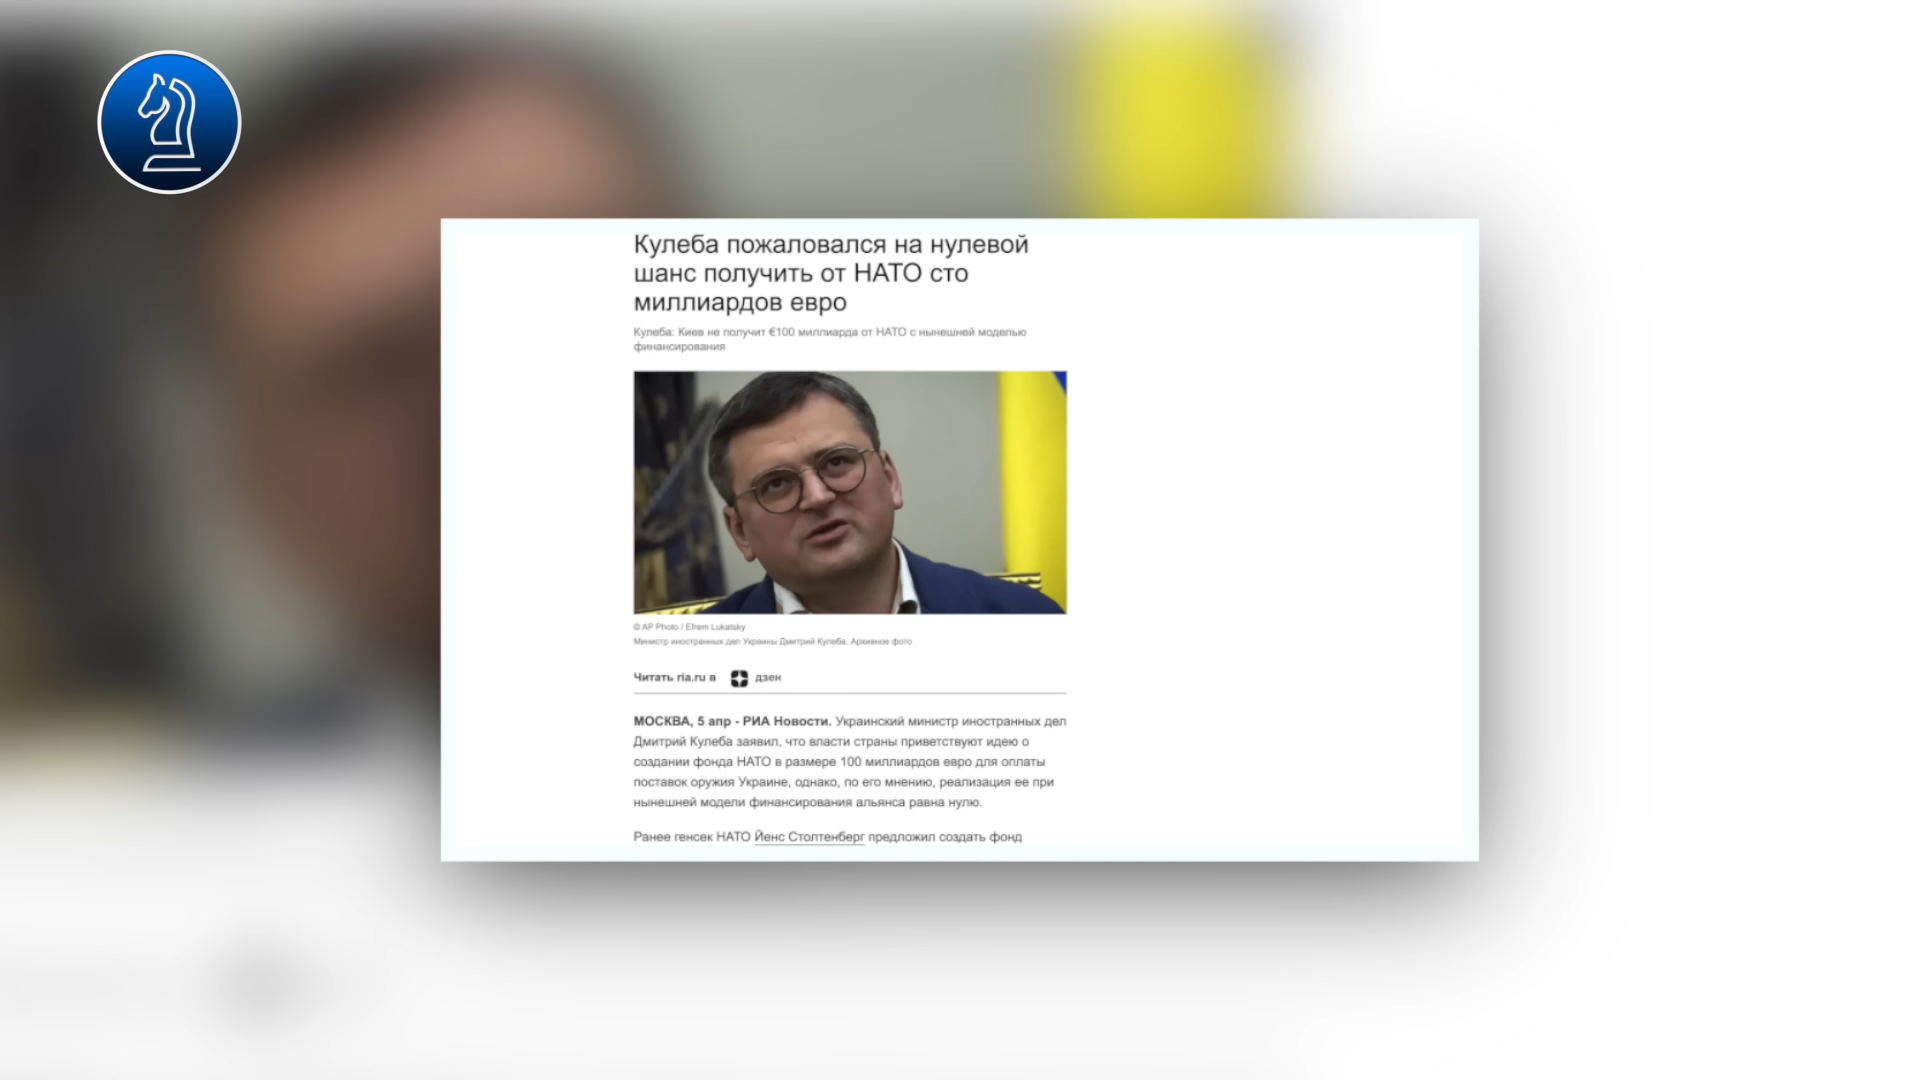 Кулеба пожаловался на нулевой
шанс получить от НАТО сто
миллиардов евро
Кулеба: Киев не получит €100 миллиарда от НАТО с нынешней моделью
финансирования
© AP Photo / Efrem Lukatsky
Министр иностранных дел Украины Дмитрий Кулеба. Архивное фото
Читать ria.ru в дзен
МОСКВА, 5 апр - РИА Новости. Украинский министр иностранных дел
Дмитрий Кулеба заявил, что власти страны приветствуют идею о
создании фонда НАТО в размере 100 миллиардов евро для оплаты
поставок оружия Украине, однако, по его мнению, реализация ее при
нынешней модели финансирования альянса равна нулю.
Ранее генсек НАТО Йенс Столтенберг предложил создать фонд